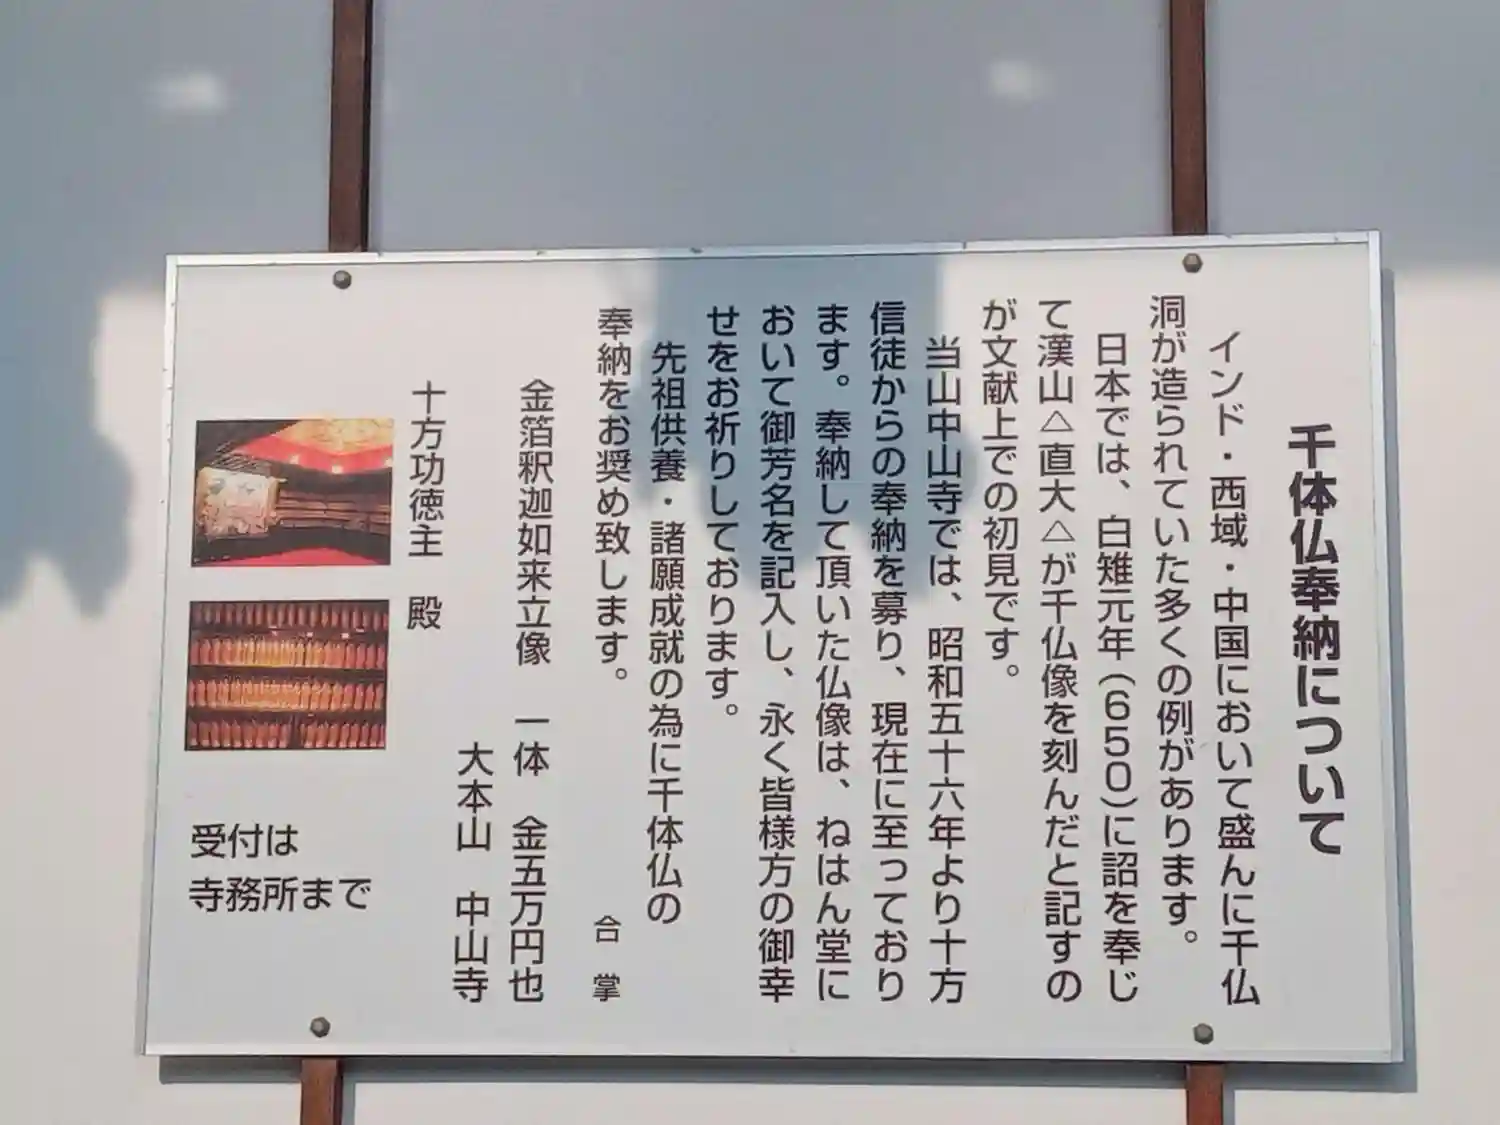 千体仏奉納について
インド・西域・中国において盛んに千仏
洞が造られていた多くの例があります。
日本では、白雉元年(650)に詔を奉じ
て漢山△直大△が千仏像を刻んだと記すの
が文献上での初見です。
当山中山寺では、昭和五十六年より十方
信徒からの奉納を募り、現在に至っており
ます。奉納して頂いた仏像は、ねはん堂に
おいて御芳名を記入し、永く皆様方の御幸
せをお祈りしております。
先祖供養・諸願成就の為に千体仏の
奉納をお奨め致します。
合掌
金箔釈迦如来立像 一体 金五万円也
大本山 中山寺
十方功徳主 殿
受付は
寺務所まで